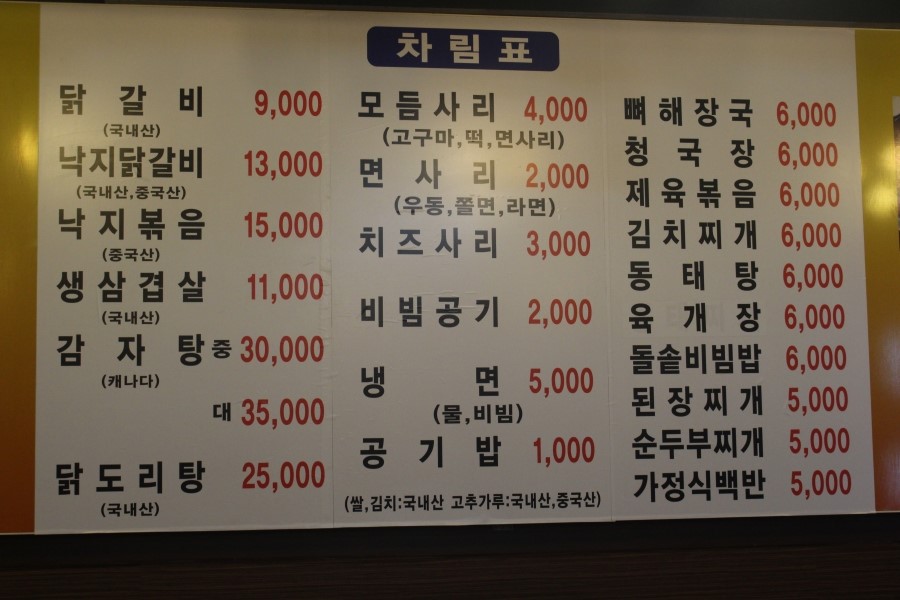 차림표
닭갈비 9,000
(국내산)
낙지닭갈비 13,000
(국내산,중국산)
낙지볶음 15,000
(중국산)
생삼겹살 11,000
(국내산)
감자탕 중 30,000
(캐나다)
대 35,000
닭도리탕 25,000
(국내산)
모듬사리 4,000
(고구마,떡,면사리)
면사리 2,000
(우동,쫄면,라면)
치즈사리 3,000
비빔공기 2,000
냉면 5,000
(물,비빔)
공기밥 1,000
(쌀,김치:국내산 고추가루:국내산,중국산)
뼈해장국 6,000
청국장 6,000
제육볶음 6,000
김치찌개 6,000
동태탕 6,000
육개장 6,000
돌솥비빔밥 6,000
된장찌개 5,000
순두부찌개 5,000
가정식백반 5,000